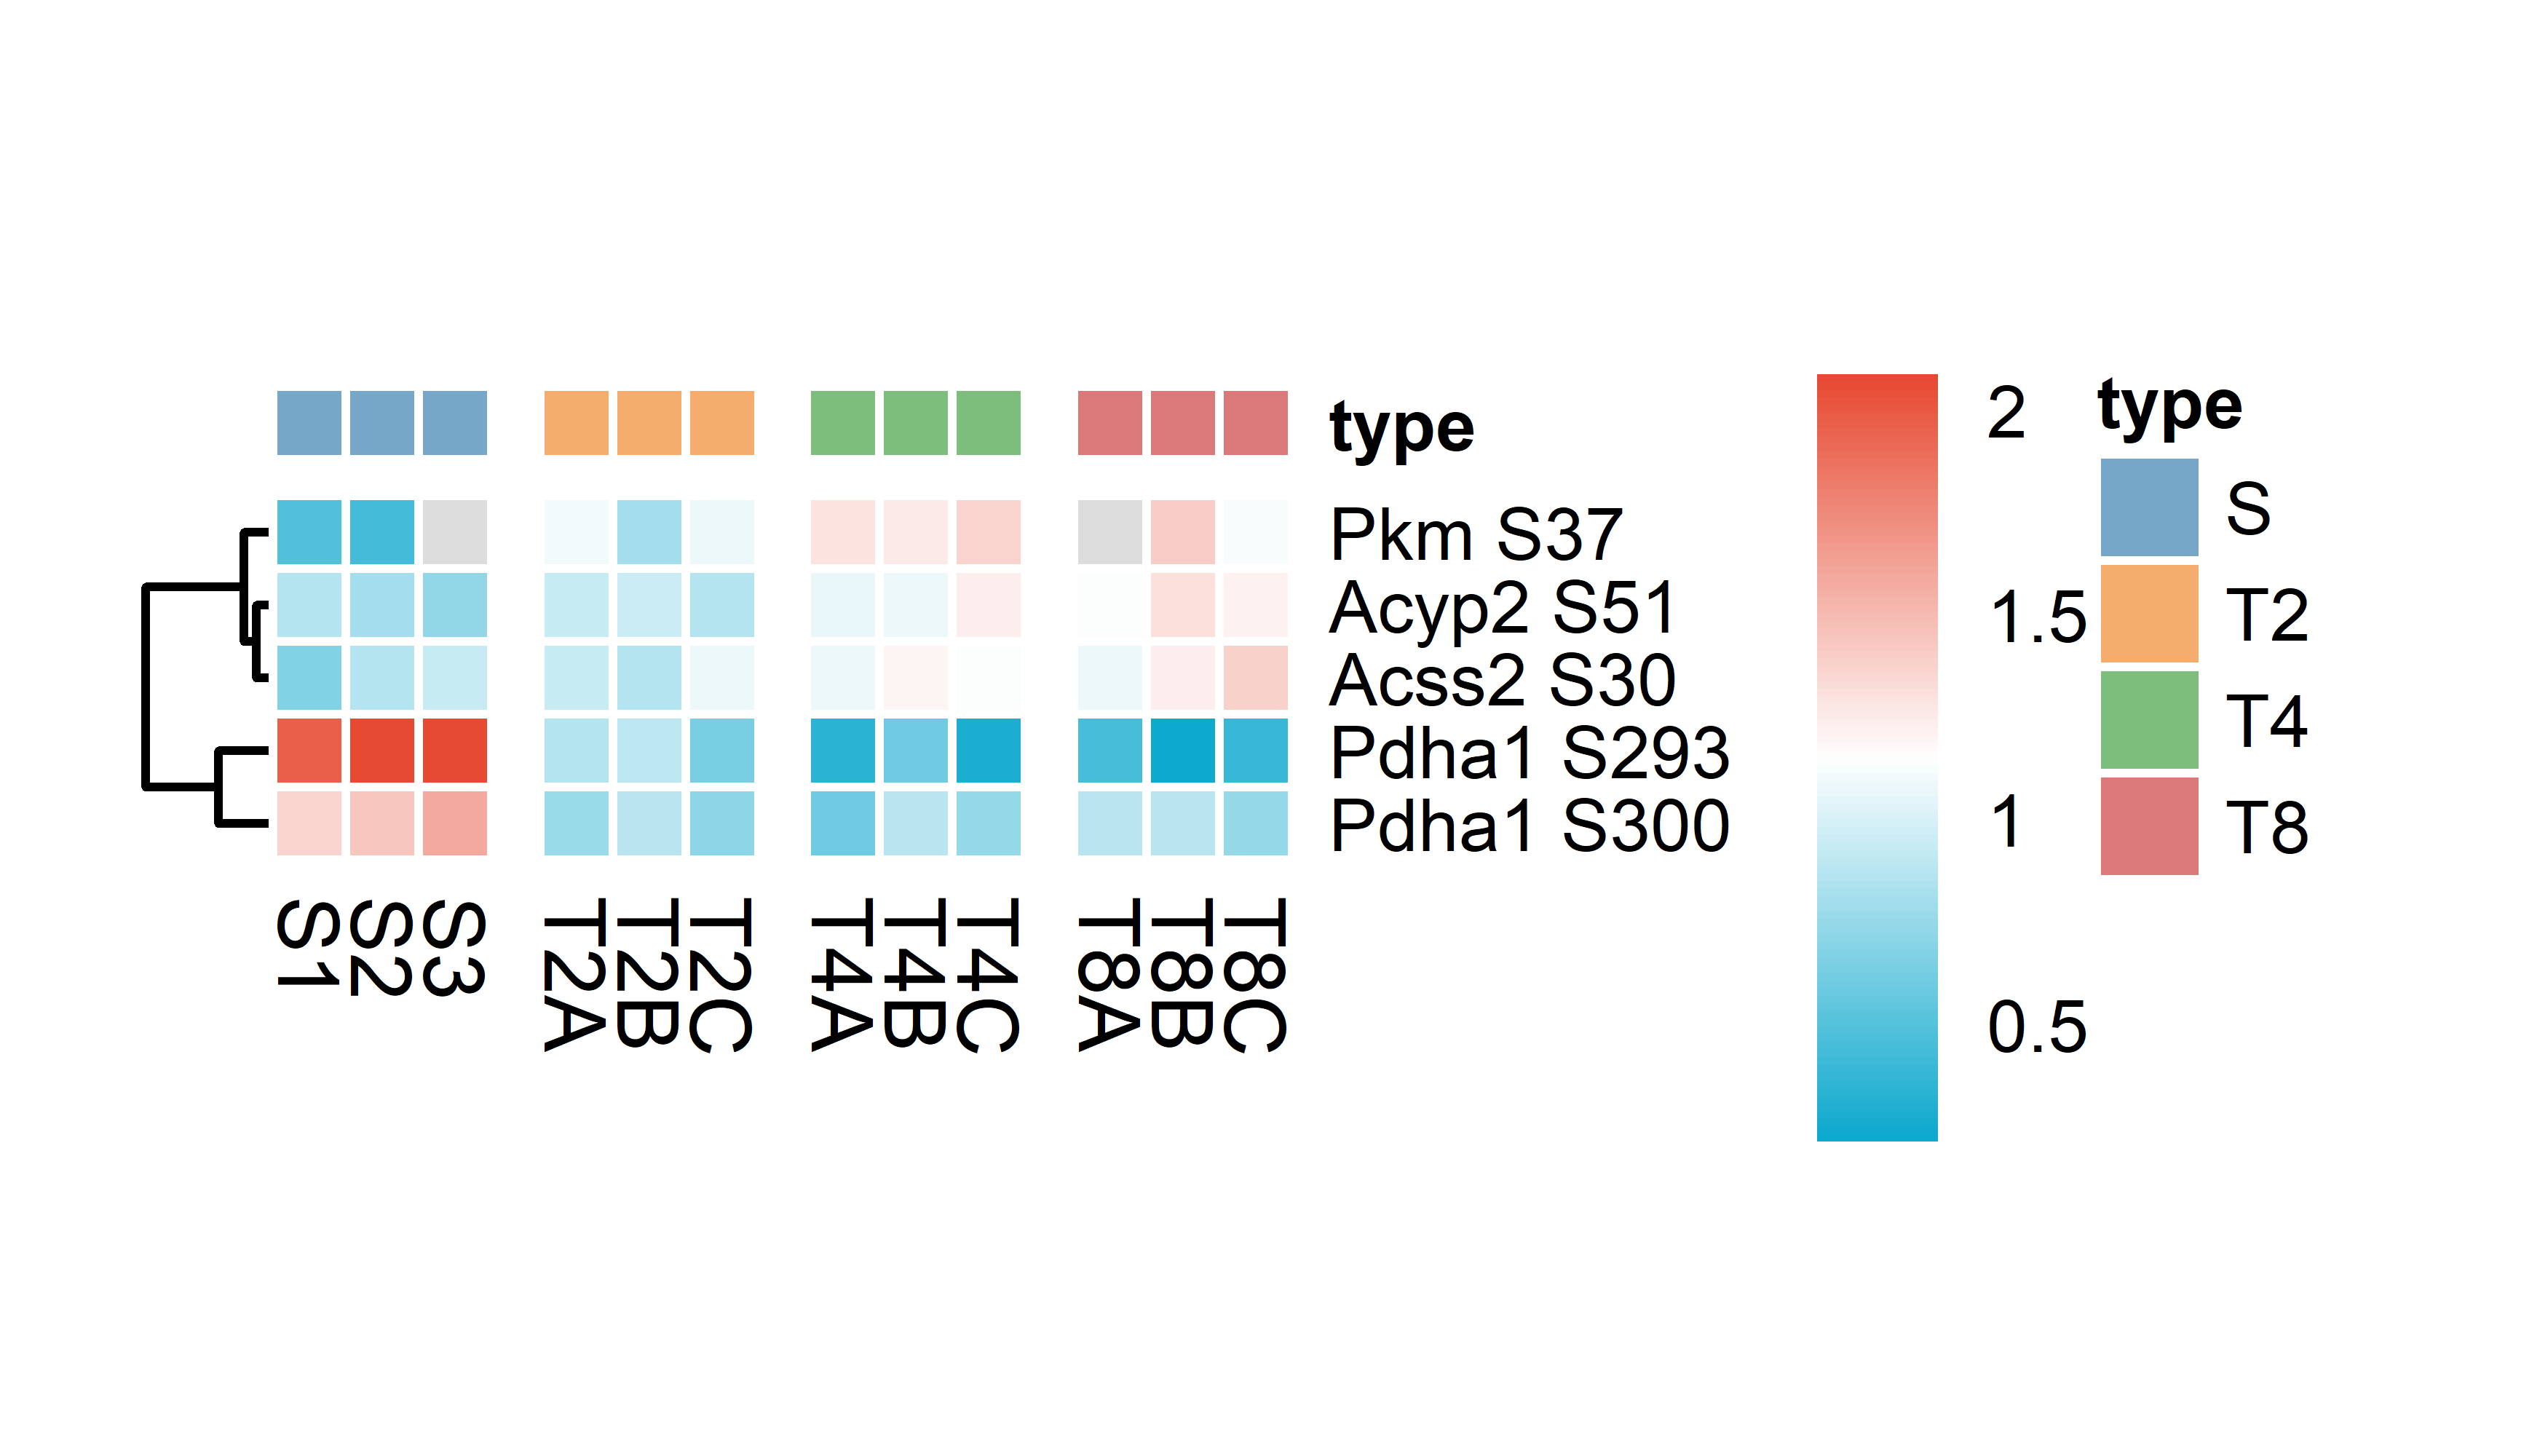 type
Pkm S37
Acyp2 S51
Acss2 S30
Pdha1 S293
Pdha1 S300
S1
S2
S3
T2A
T2B
T2C
T4A
T4B
T4C
T8A
T8B
T8C
2
1.5
1
0.5
type
S
T2
T4
T8